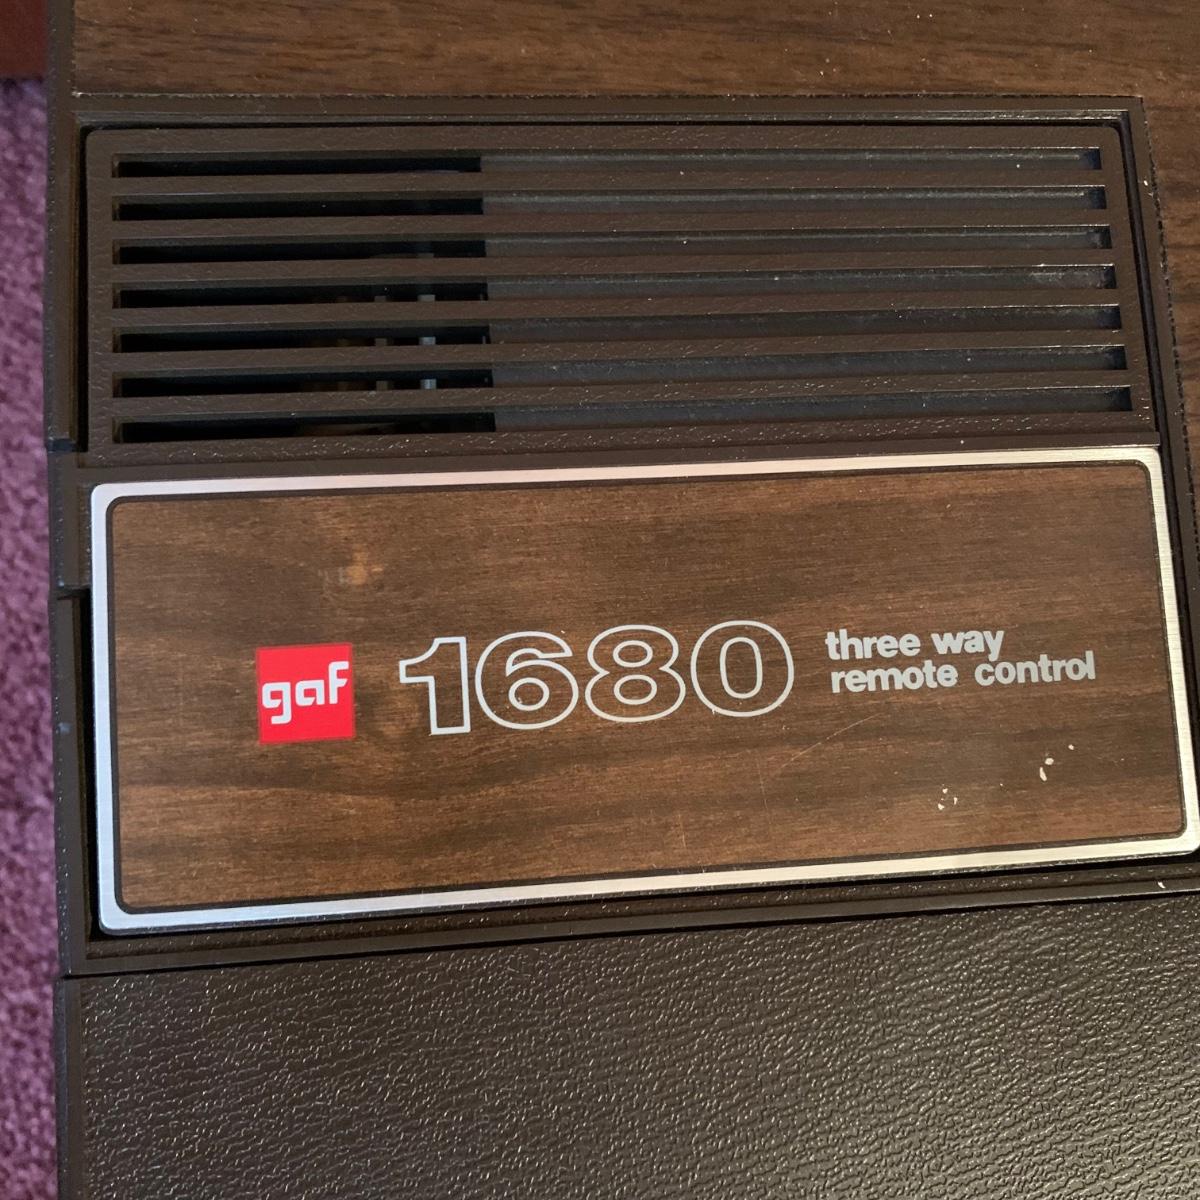 gaf
1680
three way
remote control